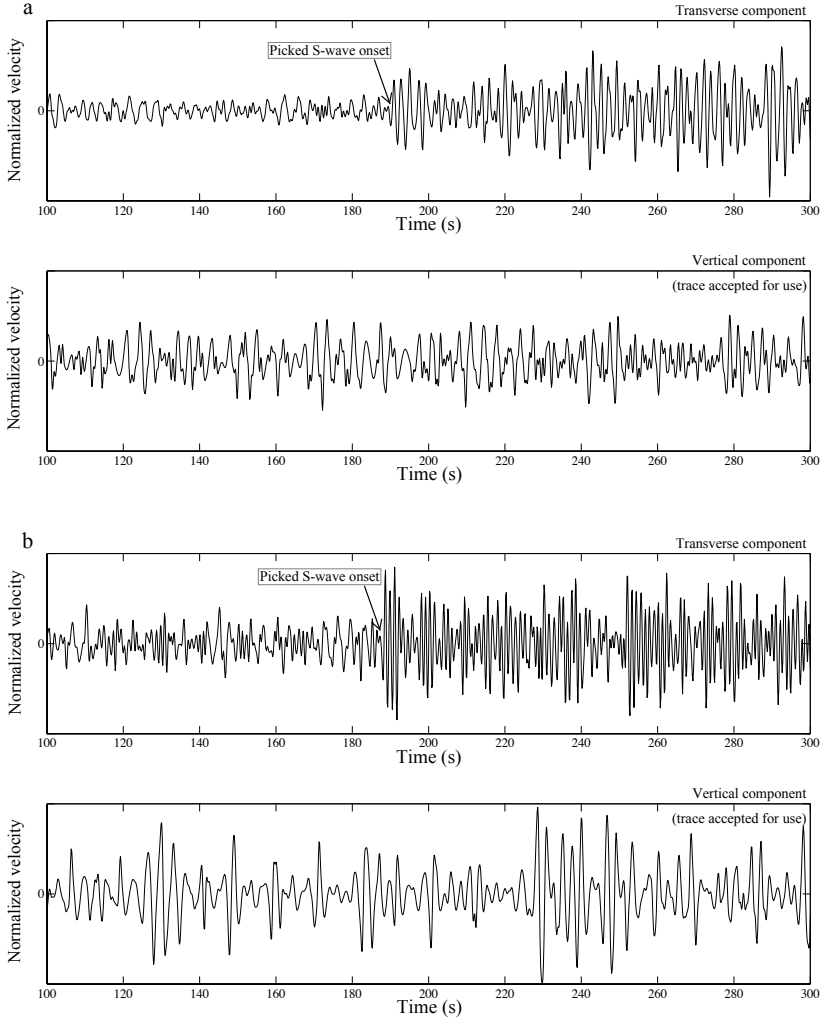 a
Transverse component
Picked S-wave onset
Normalized velocity
0
100 120 140 160 180 200 220 240 260 280 300
Time (s)
Vertical component
(trace accepted for use)
Normalized velocity
0
100 120 140 160 180 200 220 240 260 280 300
Time (s)
b
Transverse component
Picked S-wave onset
Normalized velocity
0
100 120 140 160 180 200 220 240 260 280 300
Time (s)
Vertical component
(trace accepted for use)
Normalized velocity
0
100 120 140 160 180 200 220 240 260 280 300
Time (s)